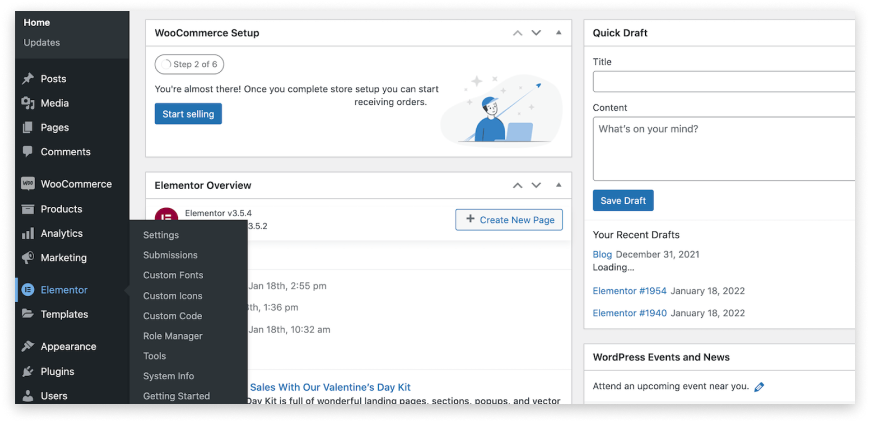 Home
Updates
Posts
Media
Pages
Comments
WooCommerce
Products
Analytics
Marketing
Elementor
Templates
Appearance
Plugins
Users
Settings
Submissions
Custom Fonts
Custom Icons
Custom Code
Role Manager
Tools
System Info
Getting Started
WooCommerce Setup
Step 2 of 6
You're almost there! Once you complete store setup you can start
receiving orders.
Start selling
Elementor Overview
Elementor v3.5.4
3.5.2
Create New Page
Jan 18th, 2:55 pm
1:36 pm
Jan 18th, 10:32 am
Sales With Our Valentine's Day Kit
Day Kit is full of wonderful landing pages, sections, popups, and vector
Quick Draft
Title
Content
What's on your mind?
Save Draft
Your Recent Drafts
Blog December 31, 2021
Loading...
Elementor #1954 January 18, 2022
Elementor #1940 January 18, 2022
WordPress Events and News
Attend an upcoming event near you.